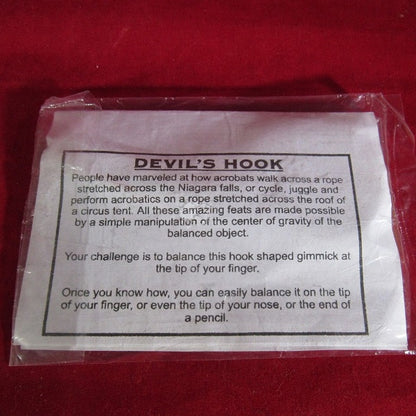 DEVIL'S HOOK
People have marveled at how acrobats walk across a rope
stretched across the Niagara falls, or cycle, juggle and
perform acrobatics on a rope stretched across the roof of
a circus tent. All these amazing feats are made possible
by a simple manipulation of the center of gravity of the
balanced object.
Your challenge is to balance this hook shaped gimmick at
the tip of your finger.
Once you know how, you can easily balance it on the tip
of your finger, or even the tip of your nose, or the end of
a pencil.